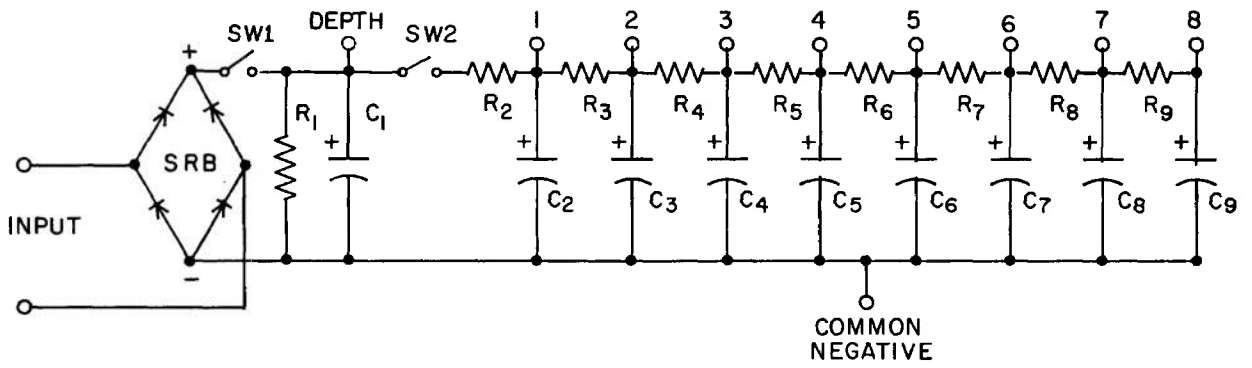 DEPTH 1 2 3 4 5 6 7 8
SW1 SW2
+
R2 R3 R4 R5 R6 R7 R8 R9
R1 C1
+ + + + + + + + +
SRB
C2 C3 C4 C5 C6 C7 C8 C9
INPUT
−
COMMON
NEGATIVE